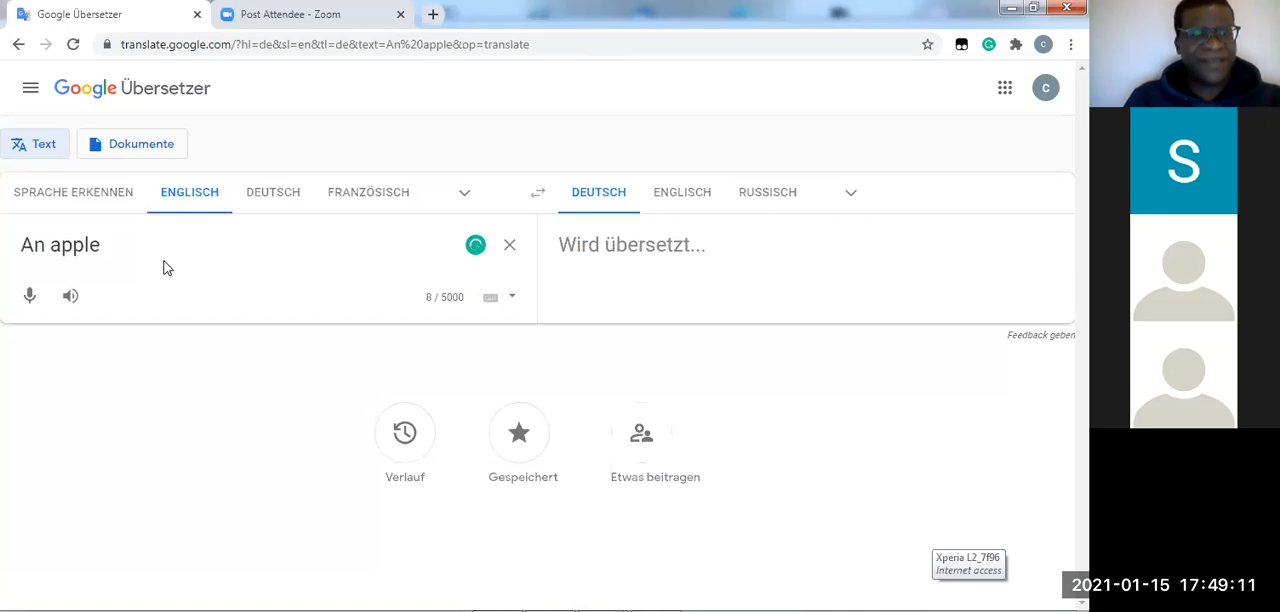 Google Übersetzer
Post Attendee - Zoom
translate.google.com/?hl=de&sl=en&tl=de&text=An%20apple&op=translate
C
Google Übersetzer
C
Text
Dokumente
SPRACHE ERKENNEN ENGLISCH DEUTSCH FRANZÖSISCH
DEUTSCH ENGLISCH RUSSISCH
S
An apple
Wird übersetzt...
8 / 5000
Feedback geben
Verlauf
Gespeichert
Etwas beitragen
Xperia L2_7f96
Internet access
2021-01-15 17:49:11